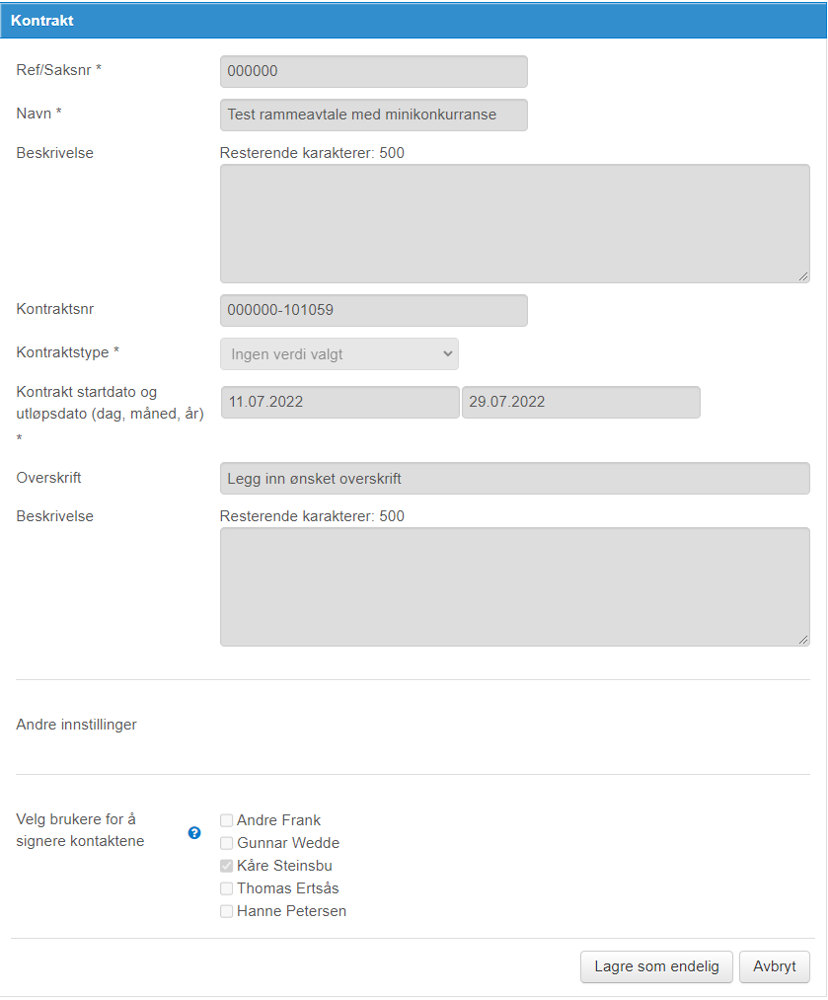 Kontrakt
Ref/Saksnr *
000000
Navn *
Test rammeavtale med minikonkurranse
Beskrivelse
Resterende karakterer: 500
Kontraktsnr
000000-101059
Kontraktstype *
Ingen verdi valgt
Kontrakt startdato og
utløpsdato (dag, måned, år)
*
11.07.2022
29.07.2022
Overskrift
Legg inn ønsket overskrift
Beskrivelse
Resterende karakterer: 500
Andre innstillinger
Velg brukere for å
signere kontaktene
?
Andre Frank
Gunnar Wedde
Kåre Steinsbu
Thomas Ertsås
Hanne Petersen
Lagre som endelig
Avbryt